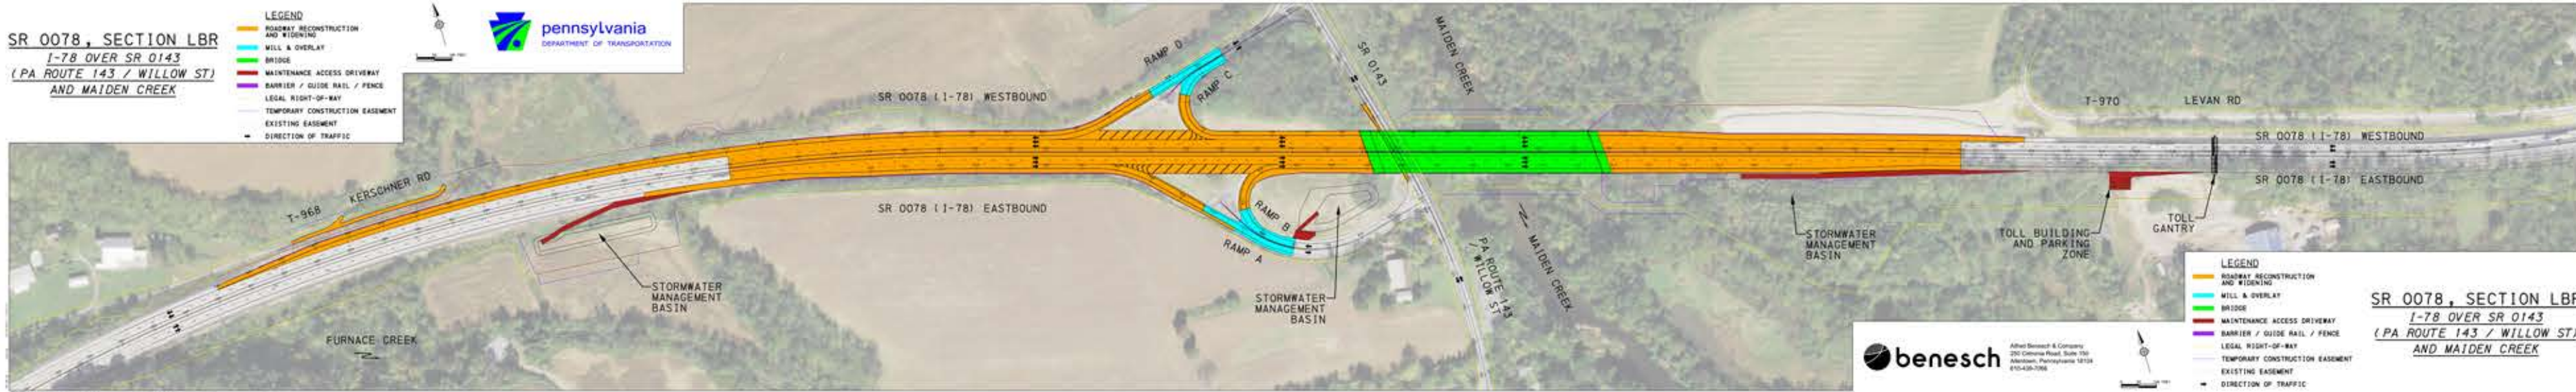 SR 0078, SECTION LBR
I-78 OVER SR 0143
(PA ROUTE 143 / WILLOW ST)
AND MAIDEN CREEK
LEGEND
ROADWAY RECONSTRUCTION
AND WIDENING
MILL & OVERLAY
BRIDGE
MAINTENANCE ACCESS DRIVEWAY
BARRIER / GUIDE RAIL / FENCE
LEGAL RIGHT-OF-WAY
TEMPORARY CONSTRUCTION EASEMENT
EXISTING EASEMENT
DIRECTION OF TRAFFIC
pennsylvania
DEPARTMENT OF TRANSPORTATION
T-968 KERSCHNER RD
FURNACE CREEK
STORMWATER
MANAGEMENT
BASIN
SR 0078 (I-78) WESTBOUND
SR 0078 (I-78) EASTBOUND
RAMP D
RAMP C
RAMP B
RAMP A
STORMWATER
MANAGEMENT
BASIN
SR 0143
MAIDEN CREEK
PA ROUTE 143
/ WILLOW ST
MAIDEN CREEK
STORMWATER
MANAGEMENT
BASIN
TOLL BUILDING
AND PARKING
ZONE
TOLL
GANTRY
T-970 LEVAN RD
SR 0078 (I-78) WESTBOUND
SR 0078 (I-78) EASTBOUND
benesch
Alfred Benesch & Company
Allentown, Pennsylvania 18104
LEGEND
ROADWAY RECONSTRUCTION
AND WIDENING
MILL & OVERLAY
BRIDGE
MAINTENANCE ACCESS DRIVEWAY
BARRIER / GUIDE RAIL / FENCE
LEGAL RIGHT-OF-WAY
TEMPORARY CONSTRUCTION EASEMENT
EXISTING EASEMENT
DIRECTION OF TRAFFIC
SR 0078, SECTION LBR
I-78 OVER SR 0143
(PA ROUTE 143 / WILLOW ST)
AND MAIDEN CREEK